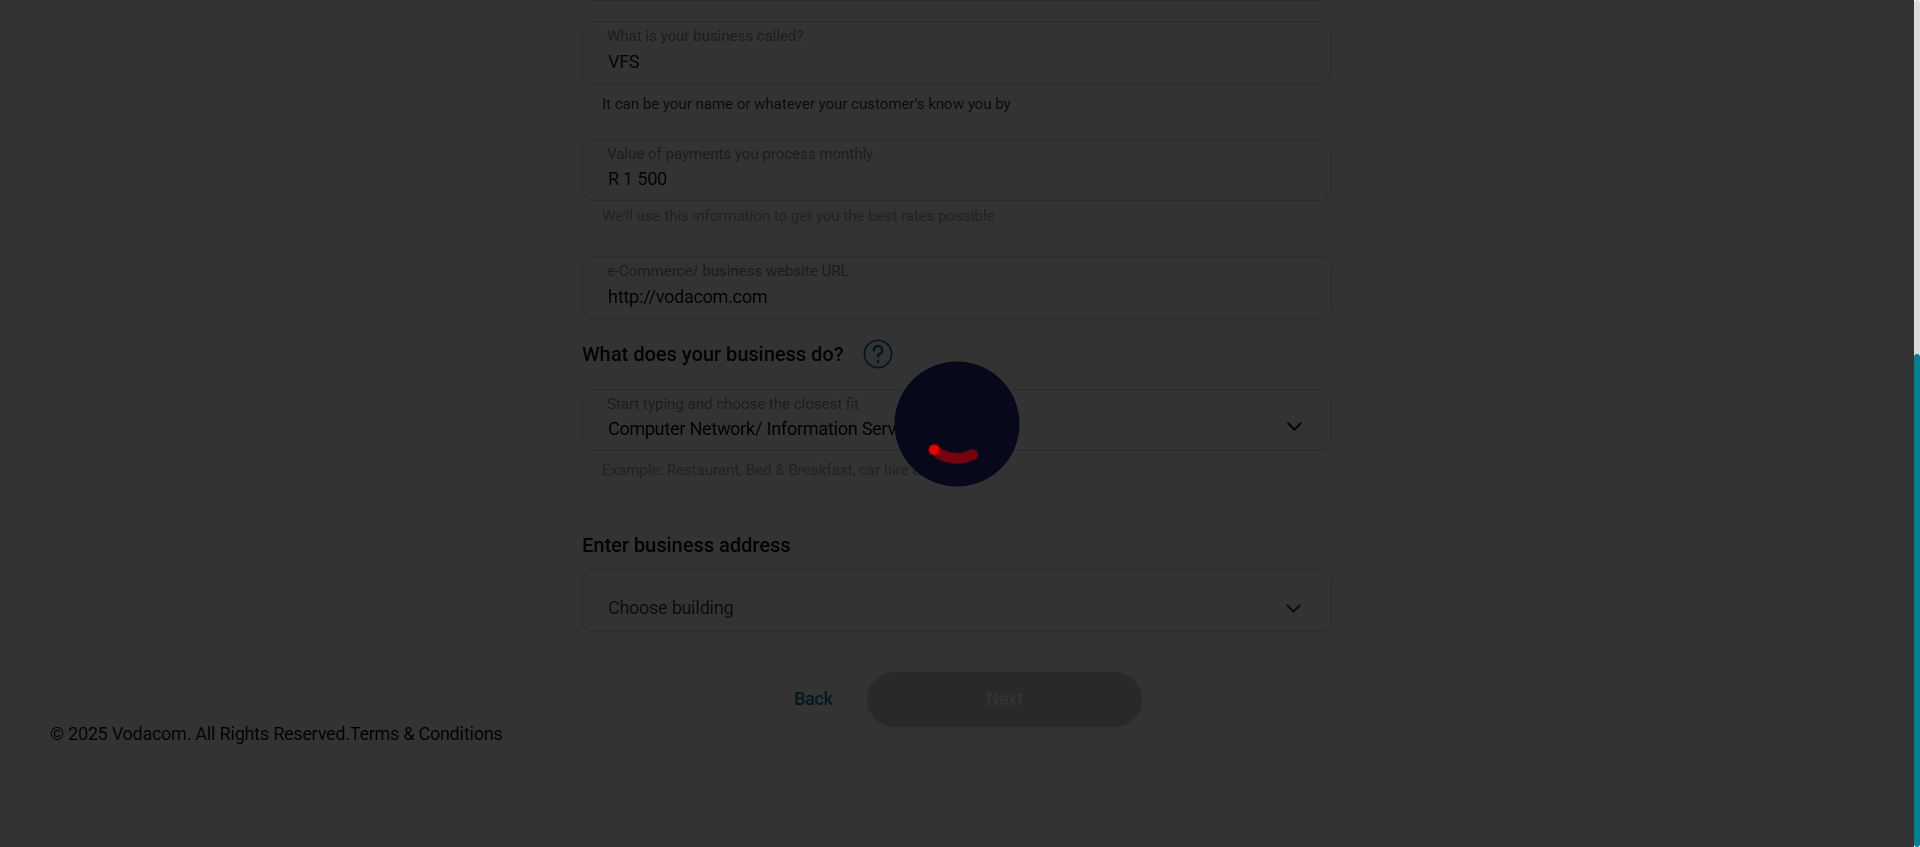 What is your business called?
VFS
It can be your name or whatever your customer's know you by
Value of payments you process monthly
R 1 500
We'll use this information to get you the best rates possible
e-Commerce/ business website URL
http://vodacom.com
What does your business do? ?
Start typing and choose the closest fit
Computer Network/ Information Serv
Example: Restaurant, Bed & Breakfast, car hire
Enter business address
Choose building
Back Next
© 2025 Vodacom. All Rights Reserved.Terms & Conditions